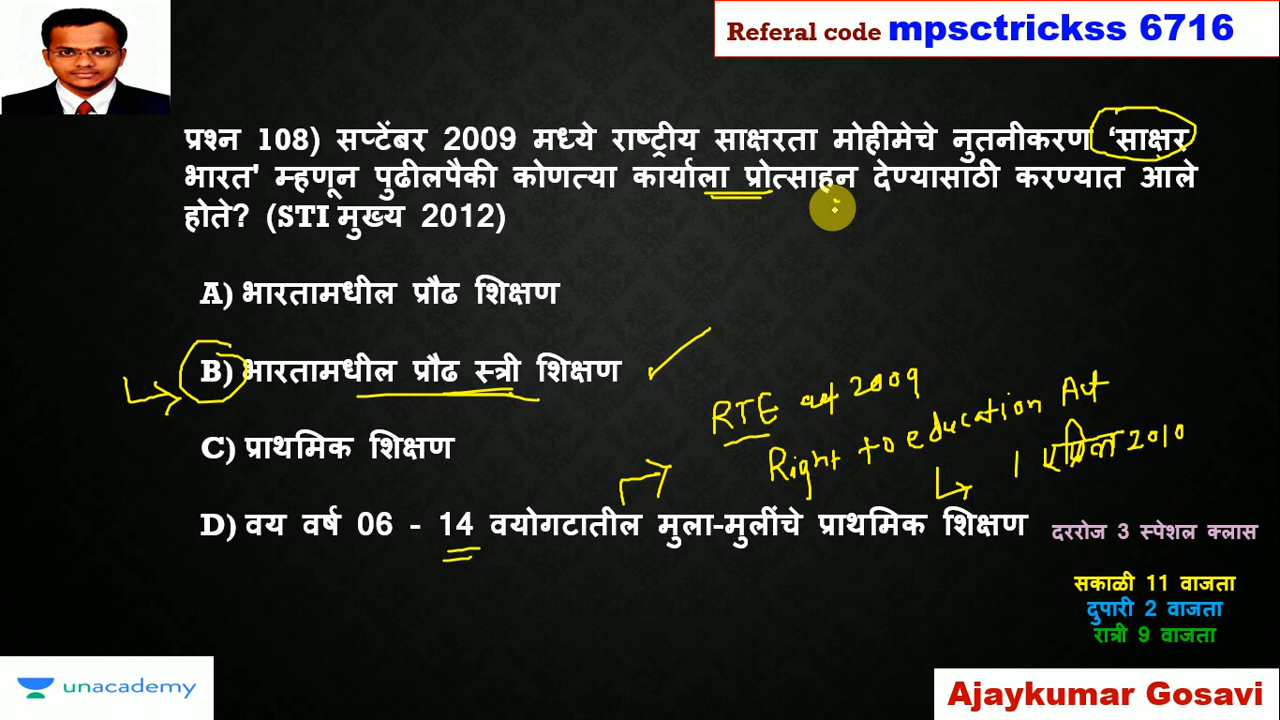 Referal code mpsctrickss 6716
प्रश्न 108) सप्टेंबर 2009 मध्ये राष्ट्रीय साक्षरता मोहीमेचे नुतनीकरण ‘साक्षर
भारत' म्हणून पुढीलपैकी कोणत्या कार्याला प्रोत्साहन देण्यासाठी करण्यात आले
होते? (STI मुख्य 2012)
A) भारतामधील प्रौढ शिक्षण
B) भारतामधील प्रौढ स्त्री शिक्षण
RTE act 2009
Right to education Act
C) प्राथमिक शिक्षण
1 एप्रिल 2010
D) वय वर्ष 06 - 14 वयोगटातील मुला-मुलींचे प्राथमिक शिक्षण
दररोज 3 स्पेशल क्लास
सकाळी 11 वाजता
दुपारी 2 वाजता
रात्री 9 वाजता
unacademy
Ajaykumar Gosavi